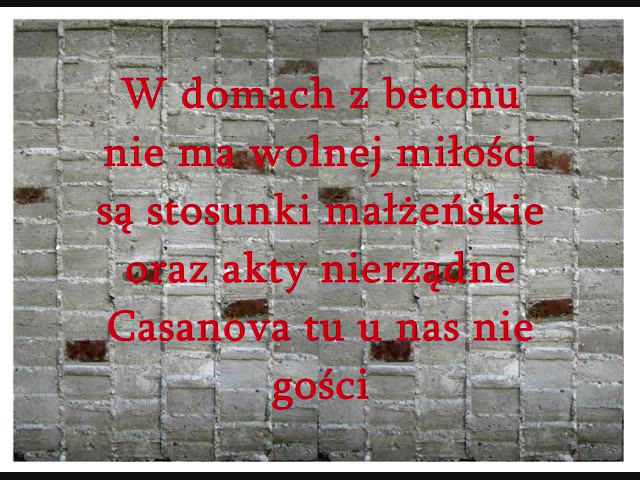 W domach z betonu
nie ma wolnej miłości
są stosunki małżeńskie
oraz akty nierządne
Casanova tu u nas nie
gości